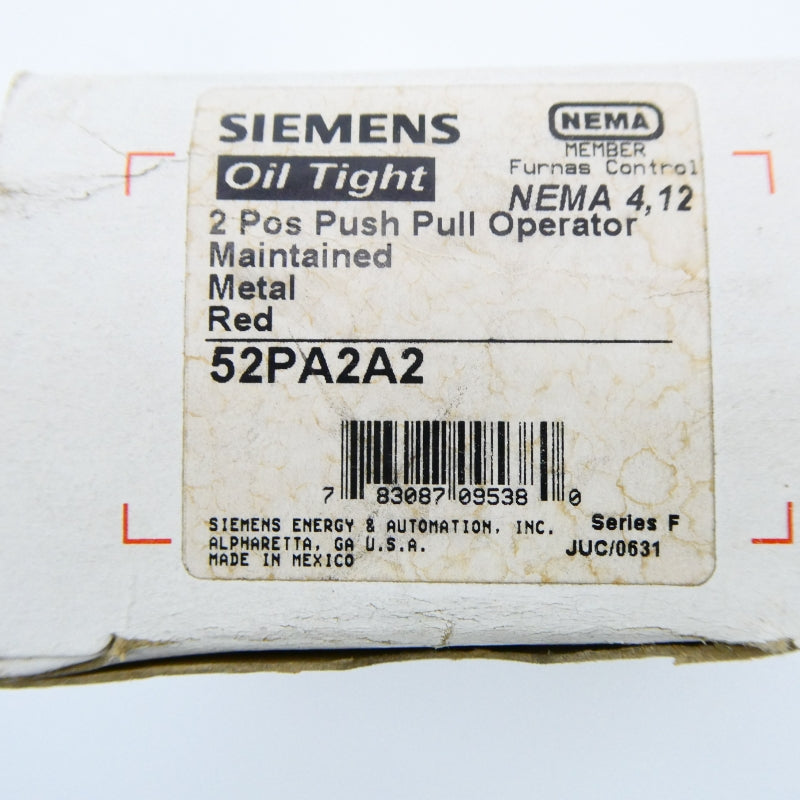 SIEMENS
NEMA
MEMBER
Oil Tight
Furnas Control
NEMA 4,12
2 Pos Push Pull Operator
Maintained
Metal
Red
52PA2A2
7 83087 09538 0
SIEMENS ENERGY & AUTOMATION, INC.
Series F
ALPHARETTA, GA U.S.A.
JUC/0631
MADE IN MEXICO